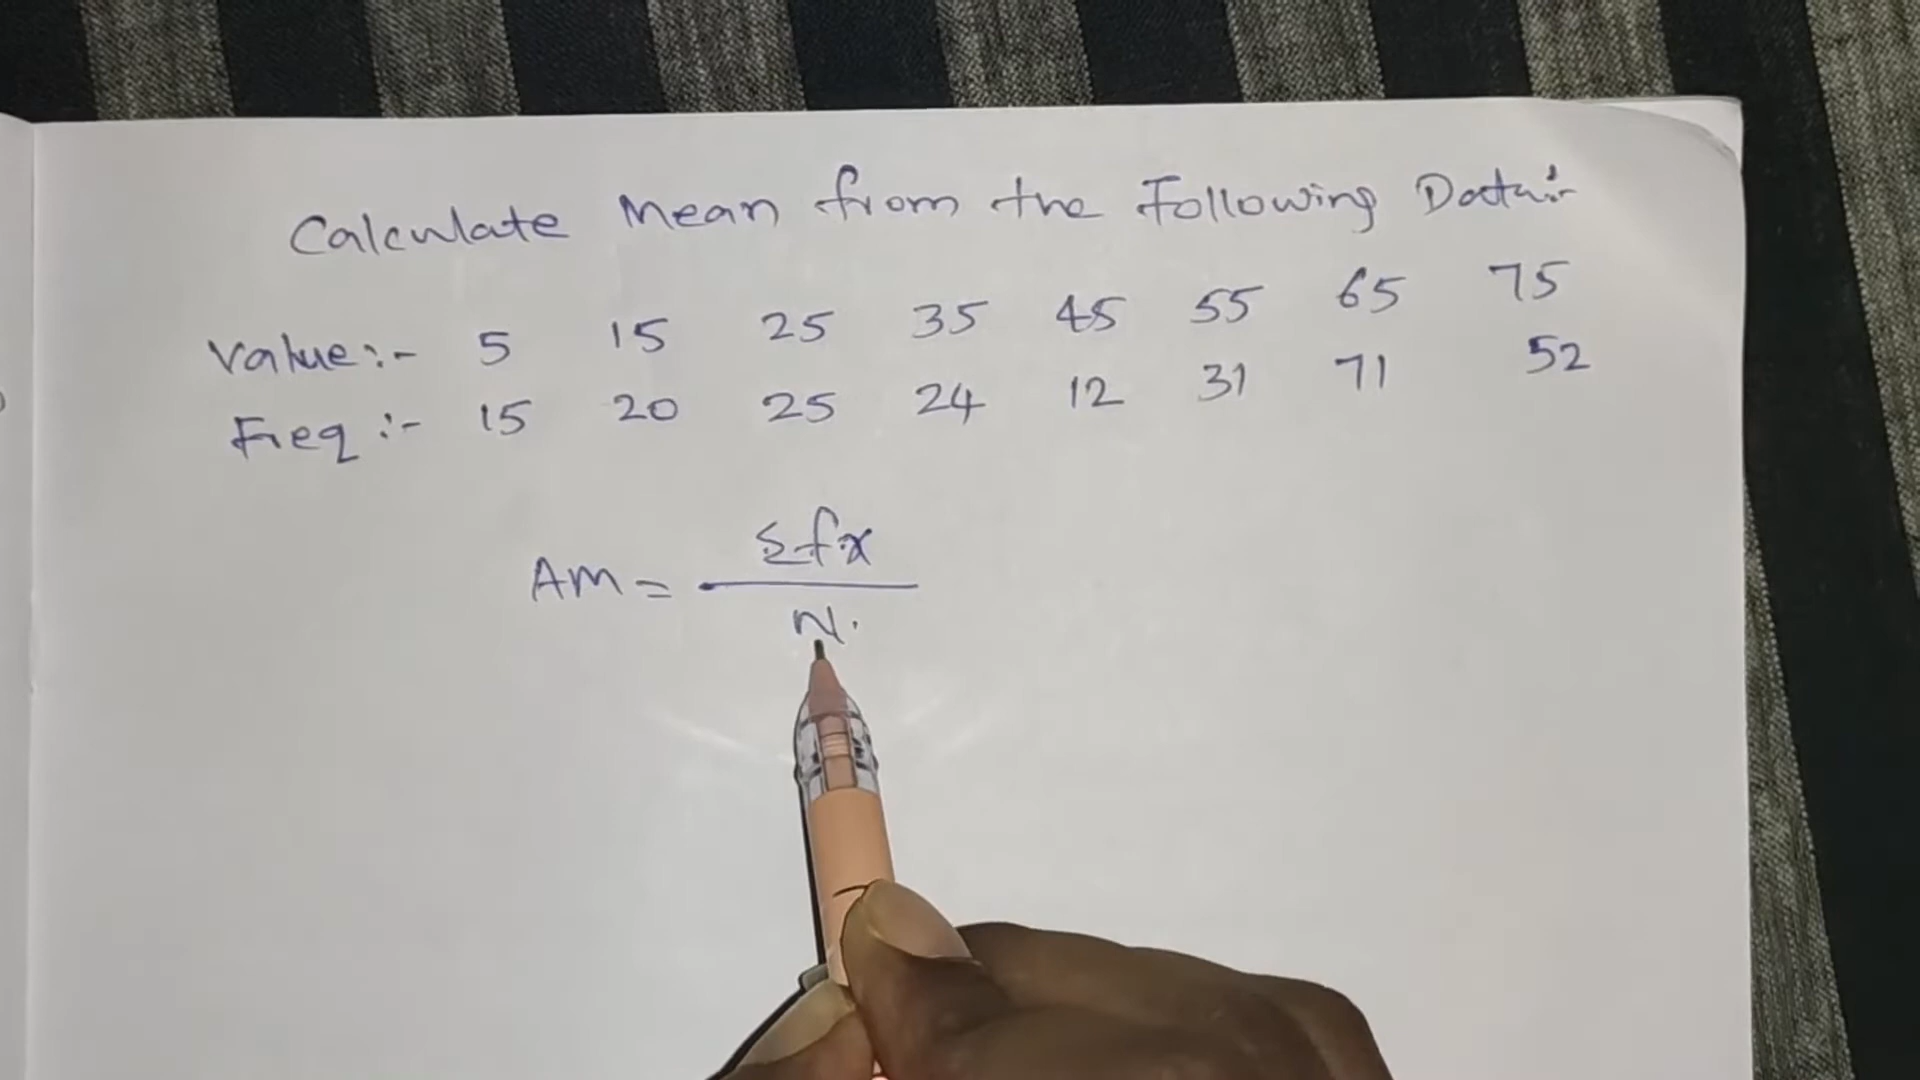 Calculate Mean from the Following Data:-
Value:- 5 15 25 35 45 55 65 75
Freq:- 15 20 25 24 12 31 71 52
AM = Σfx
N.